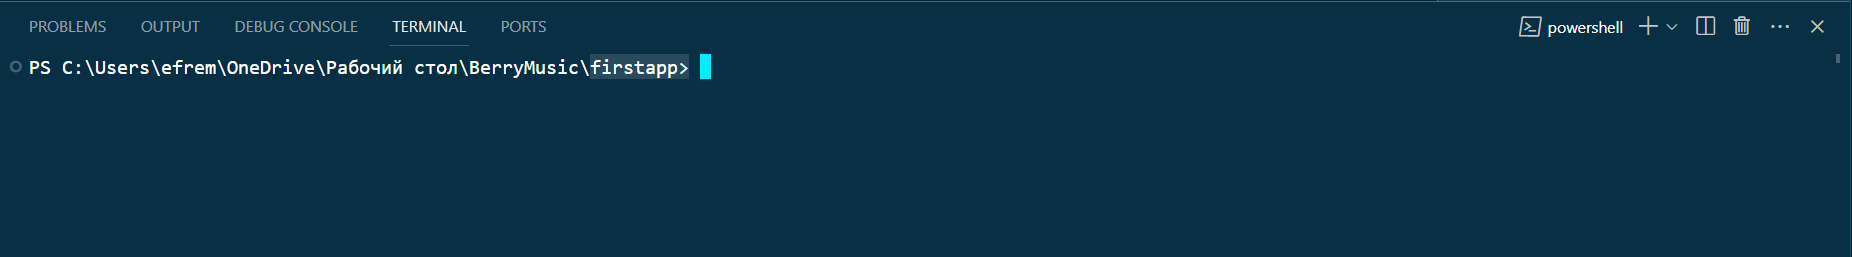 PROBLEMS OUTPUT DEBUG CONSOLE TERMINAL PORTS powershell
PS C:\Users\efrem\OneDrive\Рабочий стол\BerryMusic\firstapp>